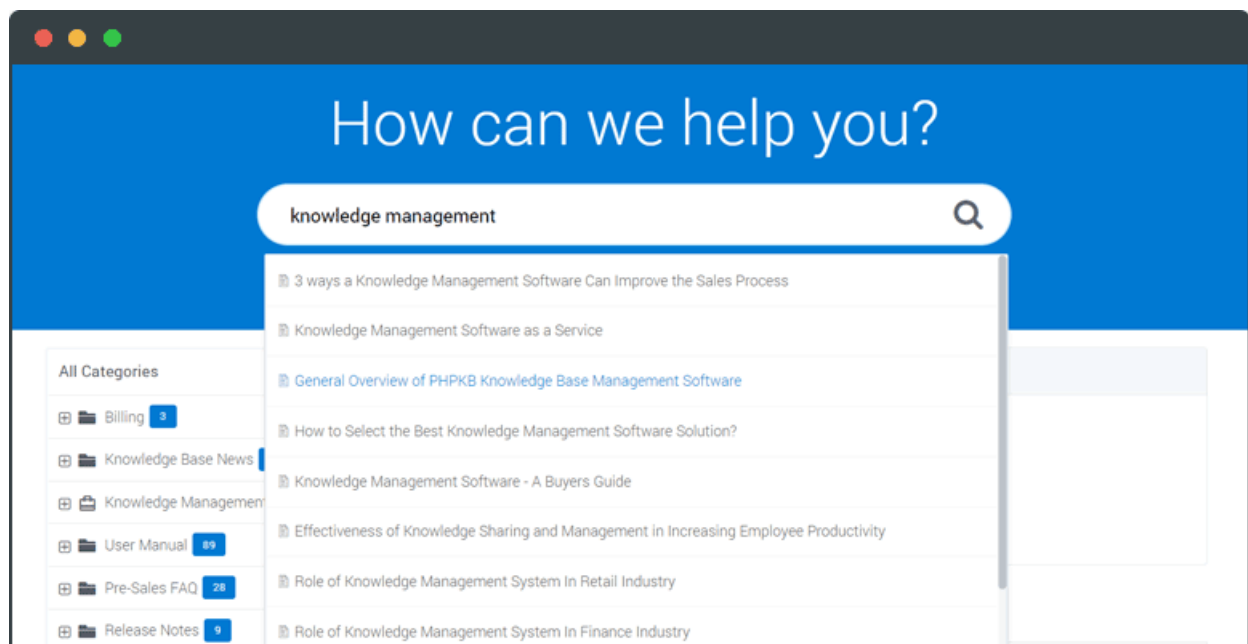 How can we help you?
knowledge management
3 ways a Knowledge Management Software Can Improve the Sales Process
Knowledge Management Software as a Service
General Overview of PHPKB Knowledge Base Management Software
How to Select the Best Knowledge Management Software Solution?
Knowledge Management Software - A Buyers Guide
Effectiveness of Knowledge Sharing and Management in Increasing Employee Productivity
Role of Knowledge Management System In Retail Industry
Role of Knowledge Management System In Finance Industry
All Categories
Billing 3
Knowledge Base News
Knowledge Management
User Manual 89
Pre-Sales FAQ 28
Release Notes 9